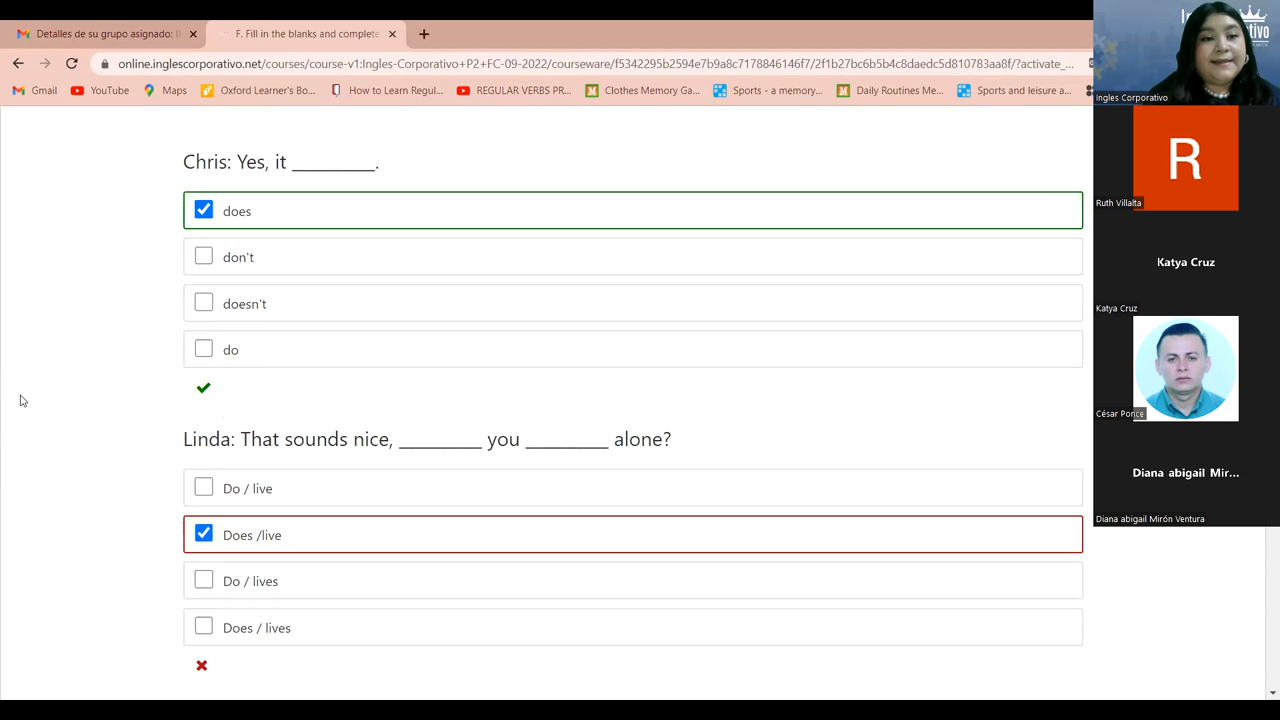 Detalles de su grupo asignado: I
F. Fill in the blanks and complete
online.inglescorporativo.net/courses/course-v1:Ingles-Corporativo+P2+FC-09-2022/courseware/f5342295b2594e7b9a8c7178846146f7/2f1b27bc6b5b4c8daedc5d810783aa8f/?activate_...
Gmail
YouTube
Maps
Oxford Learner's Bo...
How to Learn Regul...
REGULAR VERBS PR...
Clothes Memory Ga...
Sports - a memory...
Daily Routines Me...
Sports and leisure a...
Chris: Yes, it __________.
does
don't
doesn't
do
Linda: That sounds nice, __________ you __________ alone?
Do / live
Does /live
Do / lives
Does / lives
Ingles Corporativo
R
Ruth Villalta
Katya Cruz
Katya Cruz
César Ponce
Diana abigail Mir...
Diana abigail Mirón Ventura